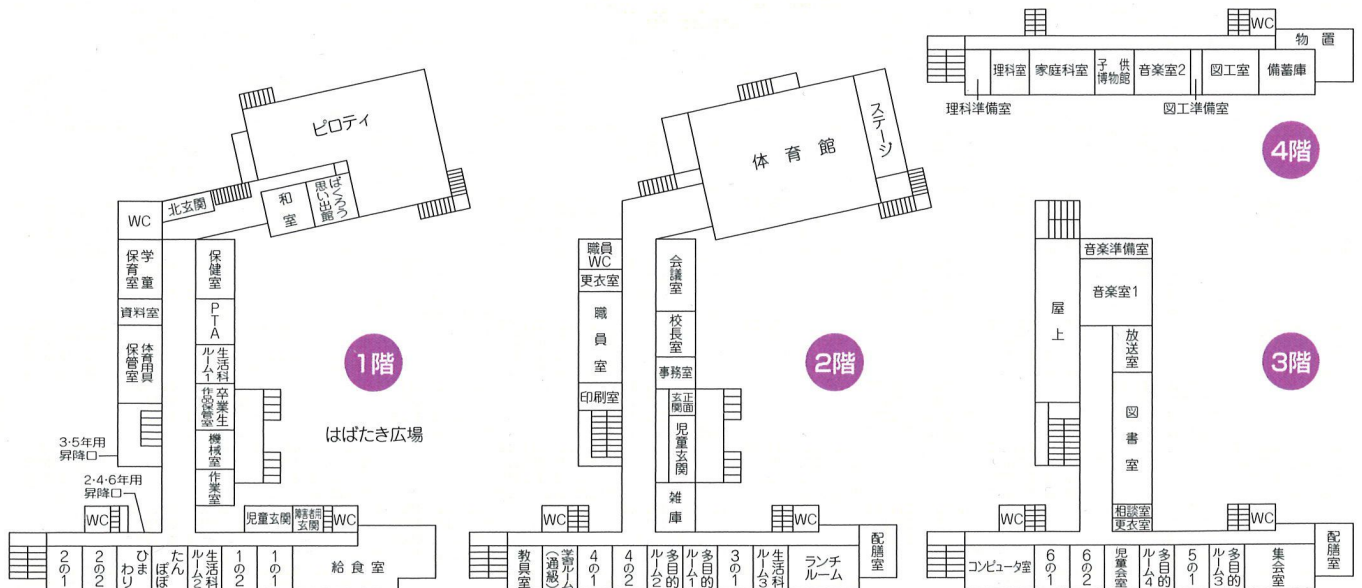 1階
ピロティ
北玄関
和室
ばくろう思い出館
WC
学童保育室
保健室
資料室
PTA
体育用具保管室
生活科ルーム1
卒業生作品保管室
機械室
作業室
はばたき広場
3・5年用昇降口
2・4・6年用昇降口
WC
児童玄関
障害者用玄関
WC
2の1
2の2
ひまわり
たんぽぽ
生活科ルーム2
1の2
1の1
給食室
2階
体育館
ステージ
職員WC
更衣室
職員室
印刷室
会議室
校長室
事務室
正面玄関
児童玄関
雑庫
WC
WC
教具室
学習ルーム(通級)
4の1
4の2
多目的ルーム2
多目的ルーム1
3の1
生活科ルーム3
ランチルーム
配膳室
4階
WC
物置
理科室
家庭科室
子供博物館
音楽室2
図工室
備蓄庫
理科準備室
図工準備室
3階
屋上
音楽準備室
音楽室1
放送室
図書室
相談室
更衣室
WC
WC
コンピュータ室
6の1
6の2
児童会室
多目的ルーム4
5の1
多目的ルーム3
集会室
配膳室